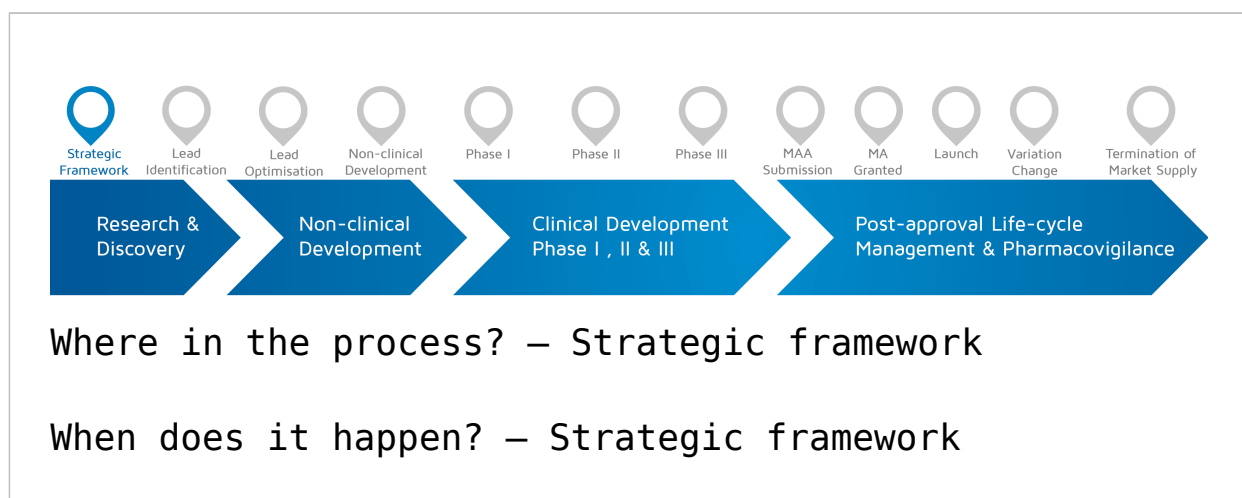 Strategic
Framework
Lead
Identification
Lead
Optimisation
Non-clinical
Development
Phase I
Phase II
Phase III
MAA
Submission
MA
Granted
Launch
Variation
Change
Termination of
Market Supply
Research &
Discovery
Non-clinical
Development
Clinical Development
Phase I , II & III
Post-approval Life-cycle
Management & Pharmacovigilance
Where in the process? – Strategic framework
When does it happen? – Strategic framework